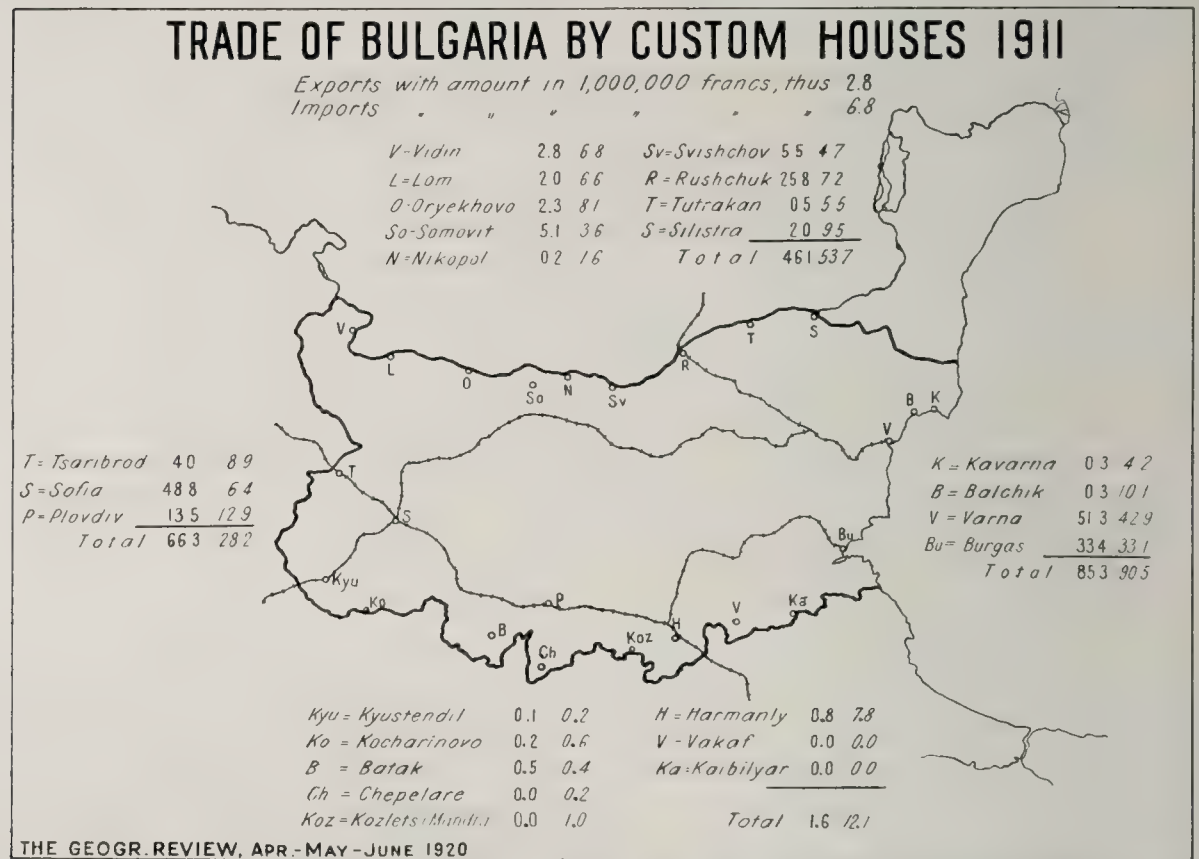 TRADE OF BULGARIA BY CUSTOM HOUSES 1911
Exports with amount in 1,000,000 francs, thus 2.8
Imports " " " " " " 6.8
V-Vidin 2.8 6 8
L=Lom 2 0 6 6
O-Oryekhovo 2.3 8 1
So-Somovit 5.1 3 6
N=Nikopol 0 2 1 6
Sv=Svishchov 5 5 4 7
R=Rushchuk 25 8 7 2
T=Tutrakan 0 5 5 5
S=Silistra 2 0 9 5
Total 46 1 53 7
V
L
O
So
N
Sv
R
T
S
B
K
V
T
S
Kyu
Ko
B
Ch
P
Koz
H
V
Ka
Bu
T=Tsaribrod 4 0 8 9
S=Sofia 48 8 6 4
P=Plovdiv 13 5 12 9
Total 66 3 28 2
K=Kavarna 0 3 4 2
B=Balchik 0 3 10 1
V=Varna 51 3 42 9
Bu=Burgas 33 4 33 1
Total 85 3 90 5
Kyu=Kyustendil 0.1 0.2
Ko=Kocharinovo 0.2 0.6
B=Batak 0.5 0.4
Ch=Chepelare 0.0 0.2
Koz=Kozlets 0.0 1.0
H=Harmanly 0.8 7.8
V-Vakaf 0.0 0.0
Ka=Kaibilyar 0.0 0 0
Total 1.6 12.1
THE GEOGR. REVIEW, APR.-MAY-JUNE 1920